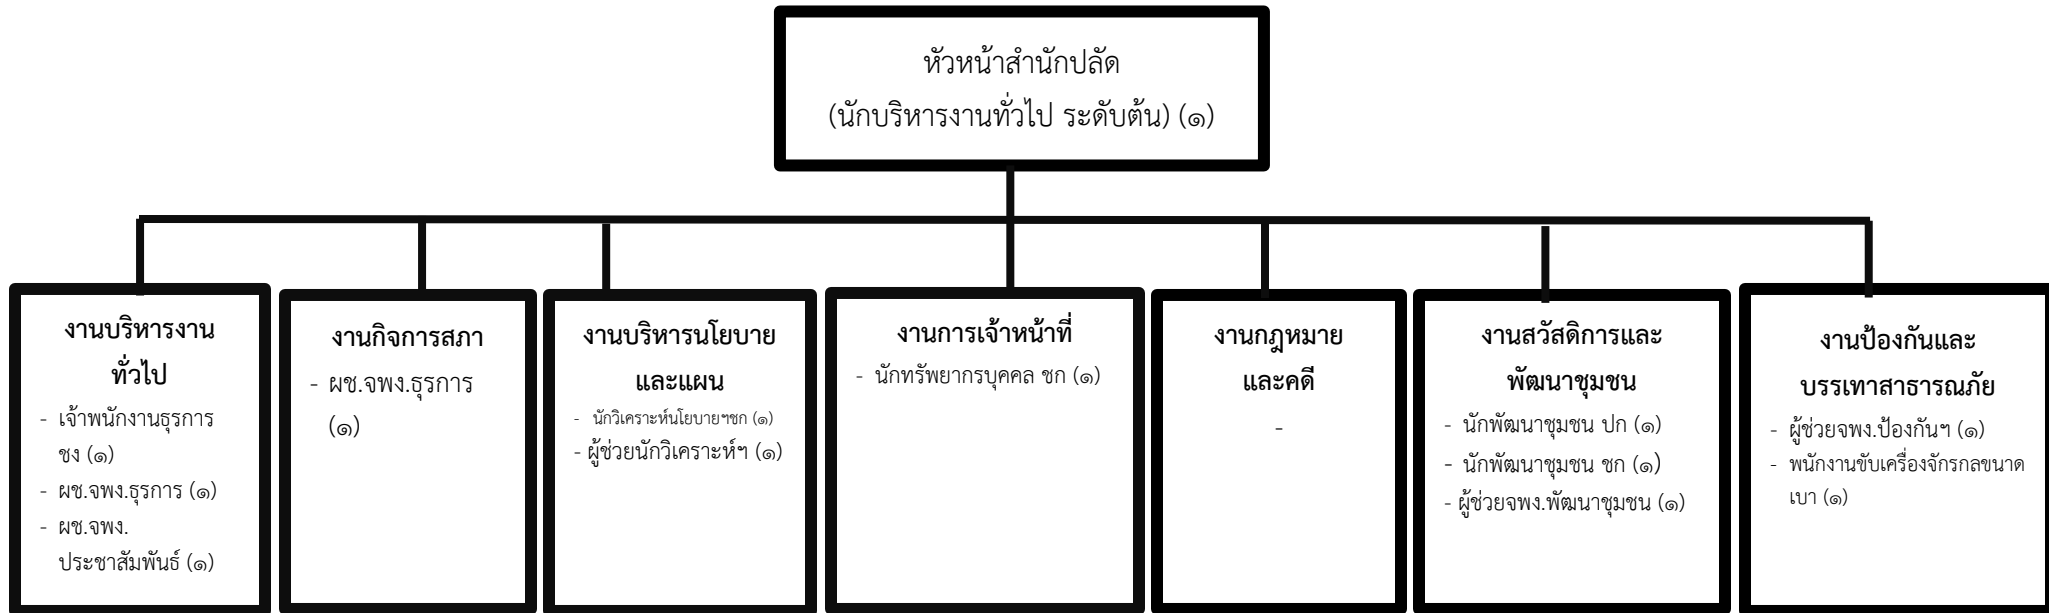 หัวหน้าสำนักปลัด
(นักบริหารงานทั่วไป ระดับต้น) (๑)
งานบริหารงาน
ทั่วไป
- เจ้าพนักงานธุรการ
ชง (๑)
- ผช.จพง.ธุรการ (๑)
- ผช.จพง.
ประชาสัมพันธ์ (๑)
งานกิจการสภา
- ผช.จพง.ธุรการ
(๑)
งานบริหารนโยบาย
และแผน
- นักวิเคราะห์นโยบายฯชก (๑)
- ผู้ช่วยนักวิเคราะห์ฯ (๑)
งานการเจ้าหน้าที่
- นักทรัพยากรบุคคล ชก (๑)
งานกฎหมาย
และคดี
-
งานสวัสดิการและ
พัฒนาชุมชน
- นักพัฒนาชุมชน ปก (๑)
- นักพัฒนาชุมชน ชก (๑)
- ผู้ช่วยจพง.พัฒนาชุมชน (๑)
งานป้องกันและ
บรรเทาสาธารณภัย
- ผู้ช่วยจพง.ป้องกันฯ (๑)
- พนักงานขับเครื่องจักรกลขนาด
เบา (๑)